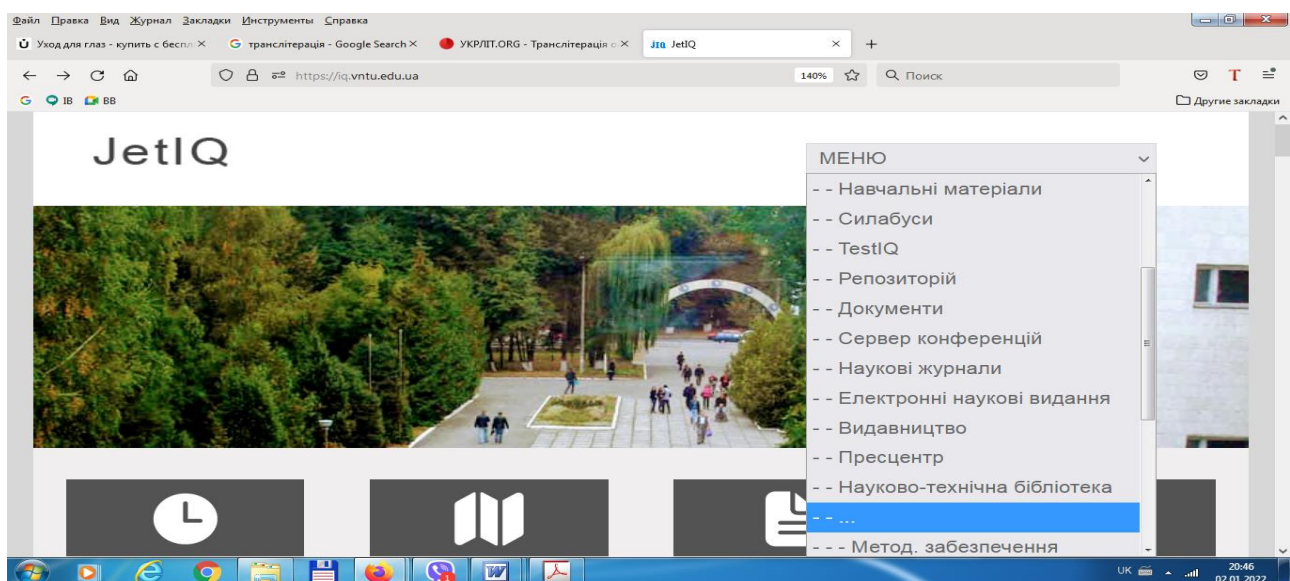 Файл Правка Вид Журнал Закладки Инструменты Справка
Уход для глаз - купить с бесп
транслітерація - Google Search
УКРЛІТ.ORG - Транслітерація
JetIQ
https://iq.vntu.edu.ua
140%
Поиск
IB
BB
Другие закладки
JetIQ
МЕНЮ
- - Навчальні матеріали
- - Силабуси
- - TestIQ
- - Репозиторій
- - Документи
- - Сервер конференцій
- - Наукові журнали
- - Електронні наукові видання
- - Видавництво
- - Пресцентр
- - Науково-технічна бібліотека
- - ...
- - - Метод. забезпечення
UK
20:46
02.01.2022